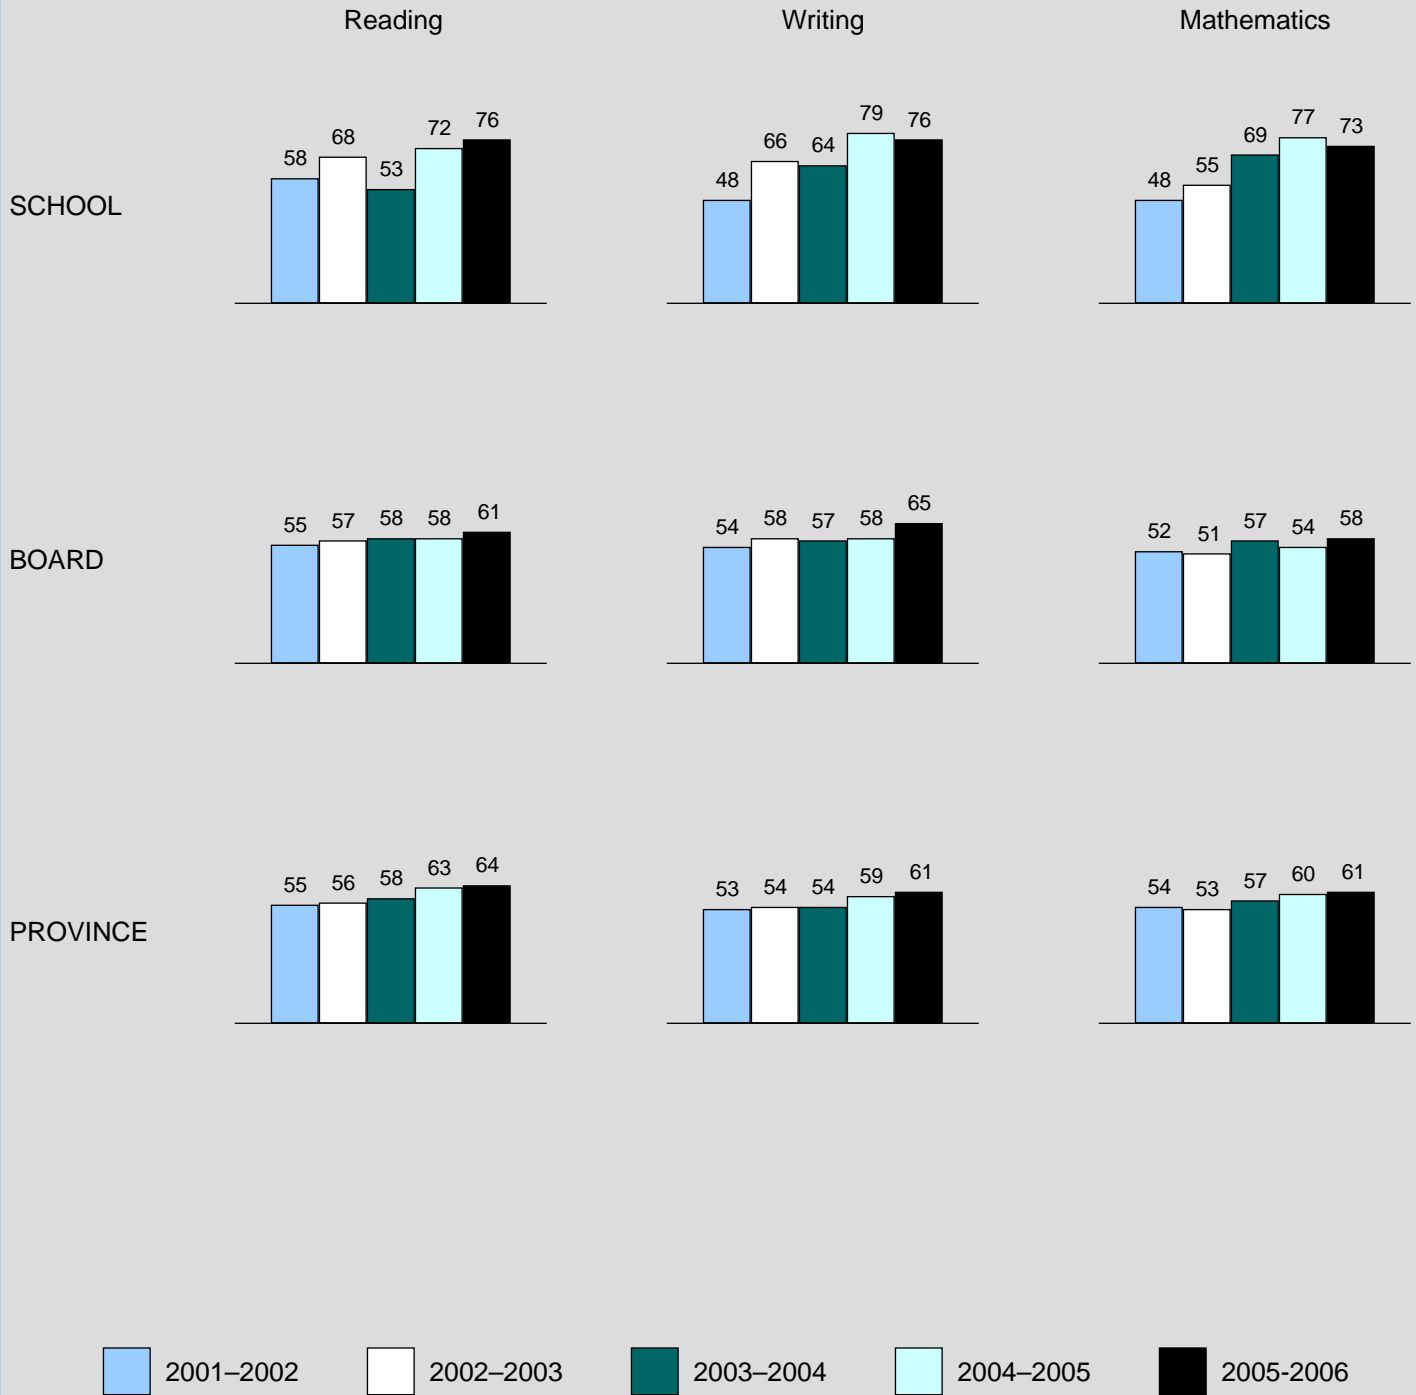 Reading Writing Mathematics
SCHOOL
58 68 53 72 76
48 66 64 79 76
48 55 69 77 73
BOARD
55 57 58 58 61
54 58 57 58 65
52 51 57 54 58
PROVINCE
55 56 58 63 64
53 54 54 59 61
54 53 57 60 61
2001–2002 2002–2003 2003–2004 2004–2005 2005-2006